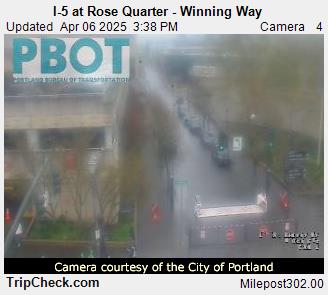 I-5 at Rose Quarter - Winning Way
Updated Apr 06 2025 3:38 PM Camera 4
PBOT
PORTLAND BUREAU OF TRANSPORTATION
Camera courtesy of the City of Portland
TripCheck.com Milepost302.00